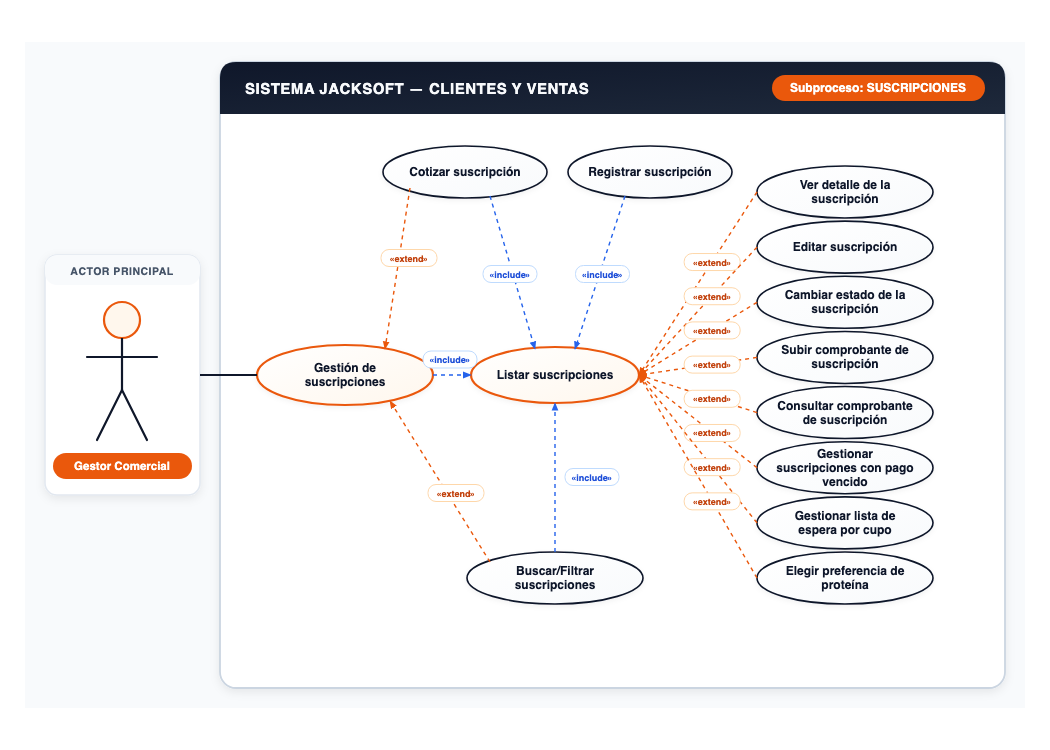 SISTEMA JACKSOFT — CLIENTES Y VENTAS
Subproceso: SUSCRIPCIONES
Cotizar suscripción
Registrar suscripción
Ver detalle de la
suscripción
Editar suscripción
«extend»
«extend»
«include»
«include»
ACTOR PRINCIPAL
«extend»
Cambiar estado de la
suscripción
«extend»
Gestión de
suscripciones
«include»
Listar suscripciones
«extend»
Subir comprobante de
suscripción
«extend»
Consultar comprobante
de suscripción
«extend»
Gestionar
suscripciones con pago
vencido
Gestor Comercial
«extend»
«include»
«extend»
«extend»
Gestionar lista de
espera por cupo
Buscar/Filtrar
suscripciones
Elegir preferencia de
proteína